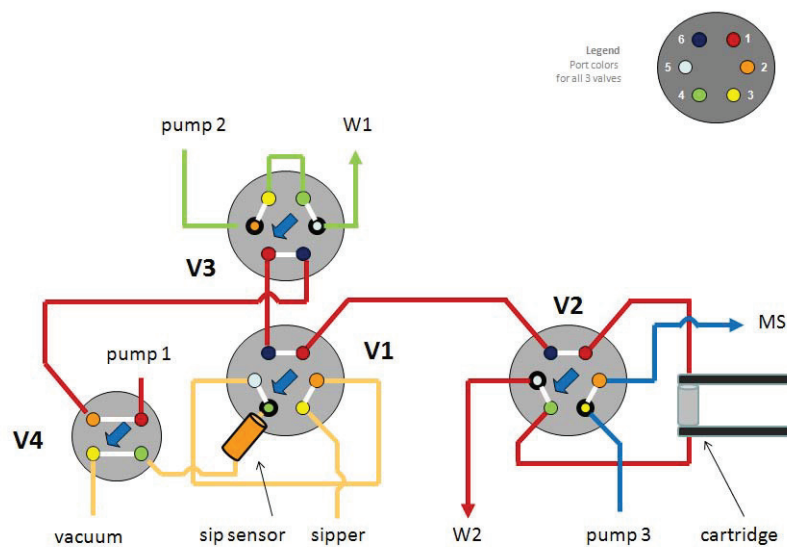 Legend
Port colors
for all 3 valves
6 1
5 2
4 3
pump 2 W1
V3
V2
MS
pump 1
V1
V4
vacuum sip sensor sipper W2 pump 3 cartridge